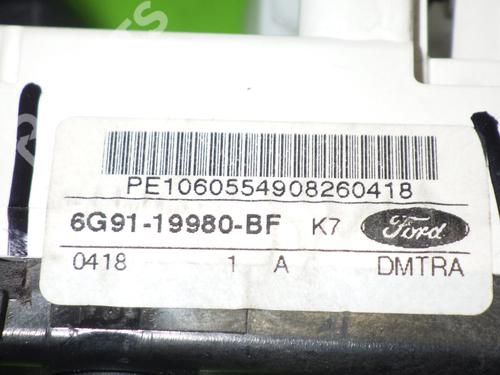 PE1060554908260418
6G91-19980-BF K7 Ford
0418 1 A DMTRA